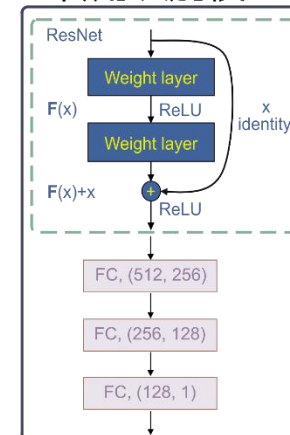 ResNet
Weight layer
F(x)
ReLU
x
identity
Weight layer
F(x)+x
+
ReLU
FC, (512, 256)
FC, (256, 128)
FC, (128, 1)